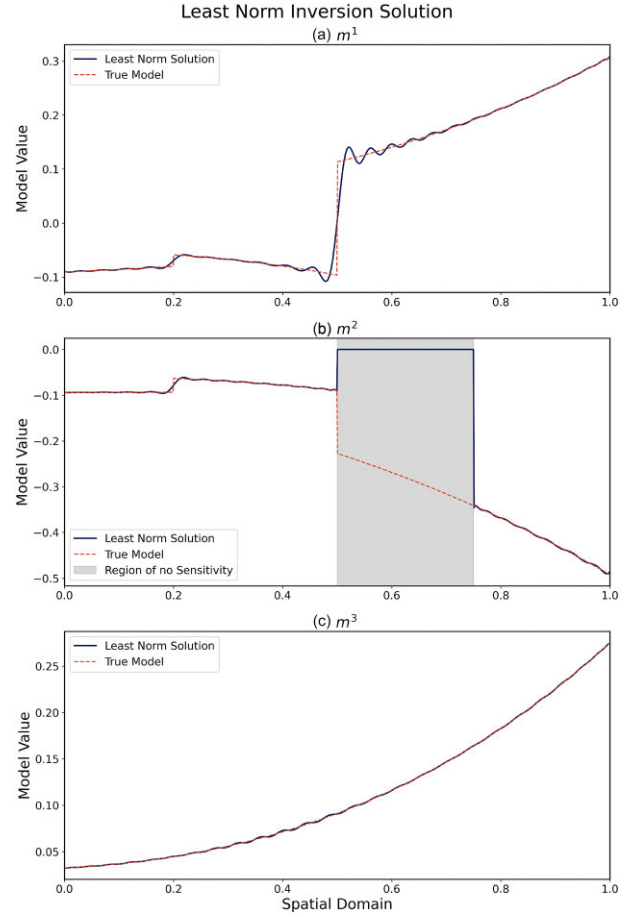 Least Norm Inversion Solution
(a) m¹
Least Norm Solution
True Model
0.3
0.2
0.1
0.0
−0.1
Model Value
0.0 0.2 0.4 0.6 0.8 1.0
(b) m²
0.0
−0.1
−0.2
−0.3
−0.4
−0.5
Model Value
Least Norm Solution
True Model
Region of no Sensitivity
0.0 0.2 0.4 0.6 0.8 1.0
(c) m³
Least Norm Solution
True Model
0.25
0.20
0.15
0.10
0.05
Model Value
0.0 0.2 0.4 0.6 0.8 1.0
Spatial Domain